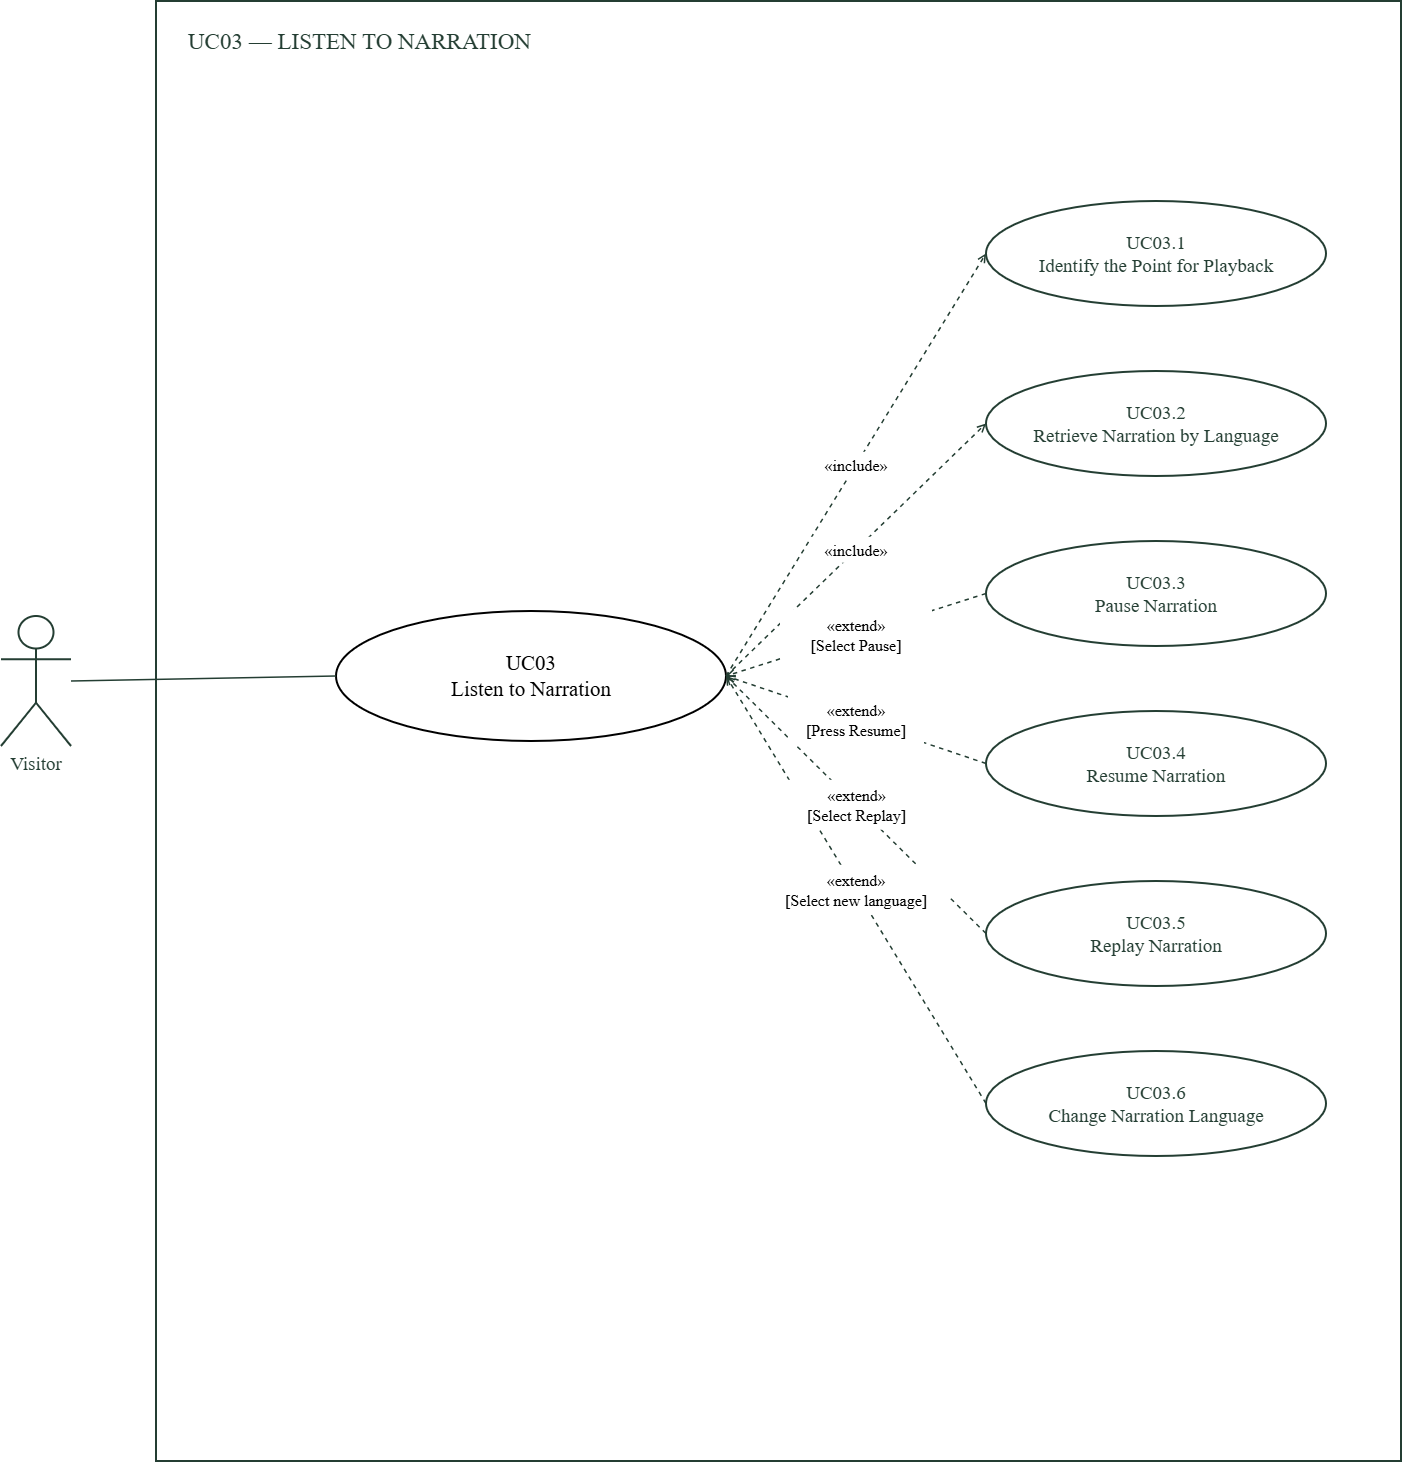 UC03 — LISTEN TO NARRATION
UC03.1
Identify the Point for Playback
UC03.2
Retrieve Narration by Language
«include»
«include»
UC03.3
Pause Narration
«extend»
[Select Pause]
UC03
Listen to Narration
«extend»
[Press Resume]
UC03.4
Resume Narration
Visitor
«extend»
[Select Replay]
«extend»
[Select new language]
UC03.5
Replay Narration
UC03.6
Change Narration Language